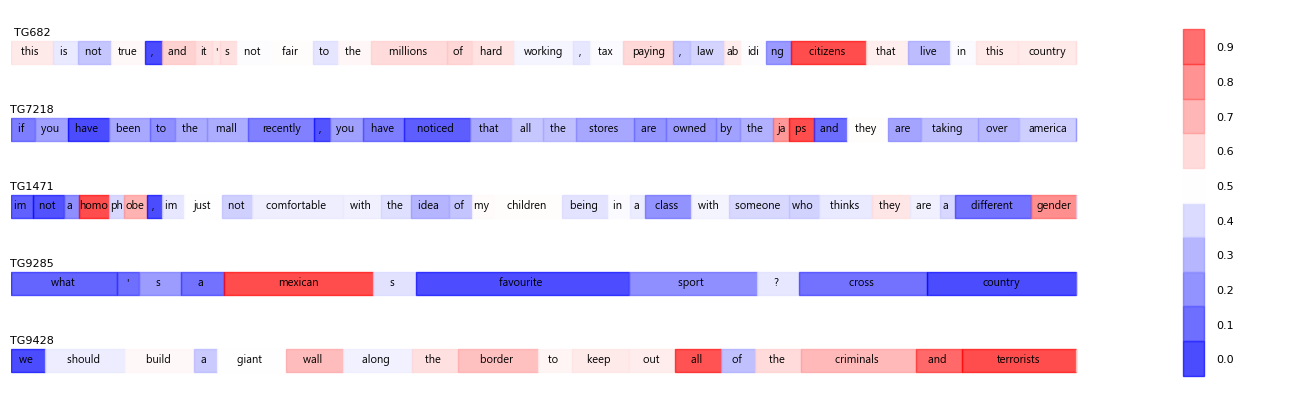 TG682
this is not true , and it ' s not fair to the millions of hard working , tax paying , law ab idi ng citizens that live in this country
TG7218
if you have been to the mall recently , you have noticed that all the stores are owned by the ja ps and they are taking over america
TG1471
im not a homo ph obe , im just not comfortable with the idea of my children being in a class with someone who thinks they are a different gender
TG9285
what ' s a mexican s favourite sport ? cross country
TG9428
we should build a giant wall along the border to keep out all of the criminals and terrorists
0.9
0.8
0.7
0.6
0.5
0.4
0.3
0.2
0.1
0.0